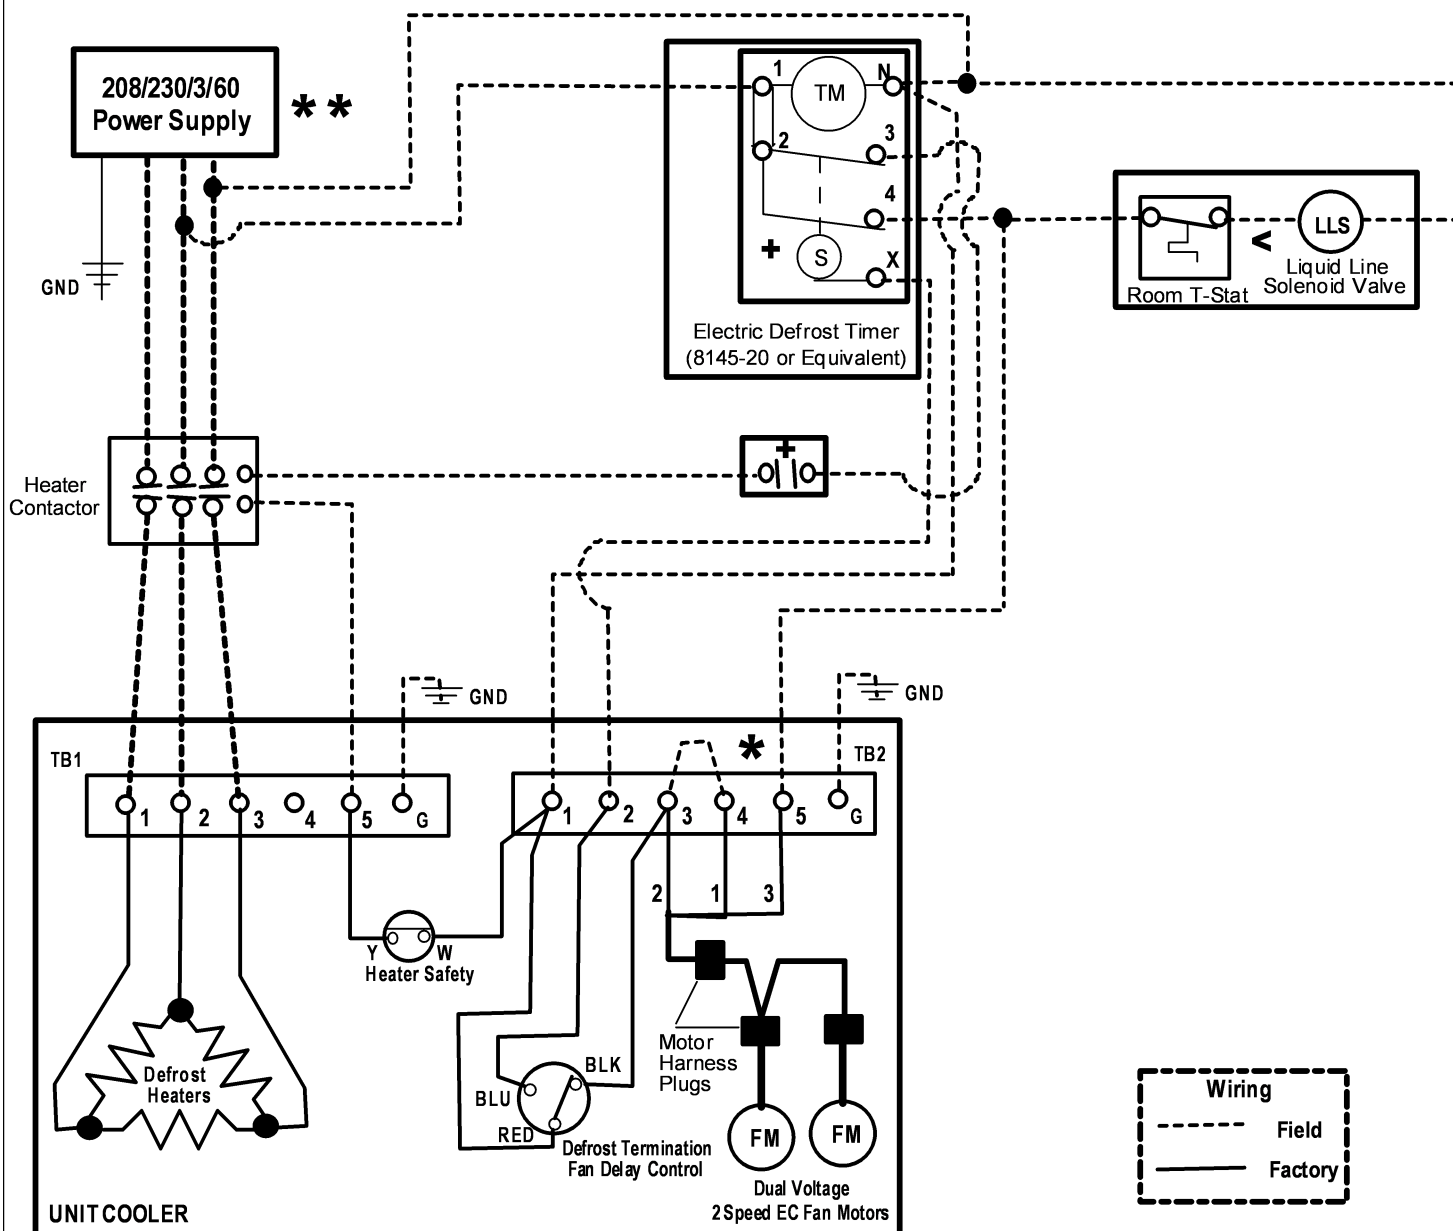 208/230/3/60
Power Supply
**
GND
1
TM
N
2
3
4
+
S
X
Electric Defrost Timer
(8145-20 or Equivalent)
<
LLS
Room T-Stat
Liquid Line
Solenoid Valve
Heater
Contactor
+
GND
GND
TB1
*
TB2
1
2
3
4
5
G
1
2
3
4
5
G
2
1
3
Y
W
Heater Safety
Defrost
Heaters
BLU
BLK
RED
Defrost Termination
Fan Delay Control
Motor
Harness
Plugs
FM
FM
Dual Voltage
2 Speed EC Fan Motors
UNIT COOLER
Wiring
Field
Factory